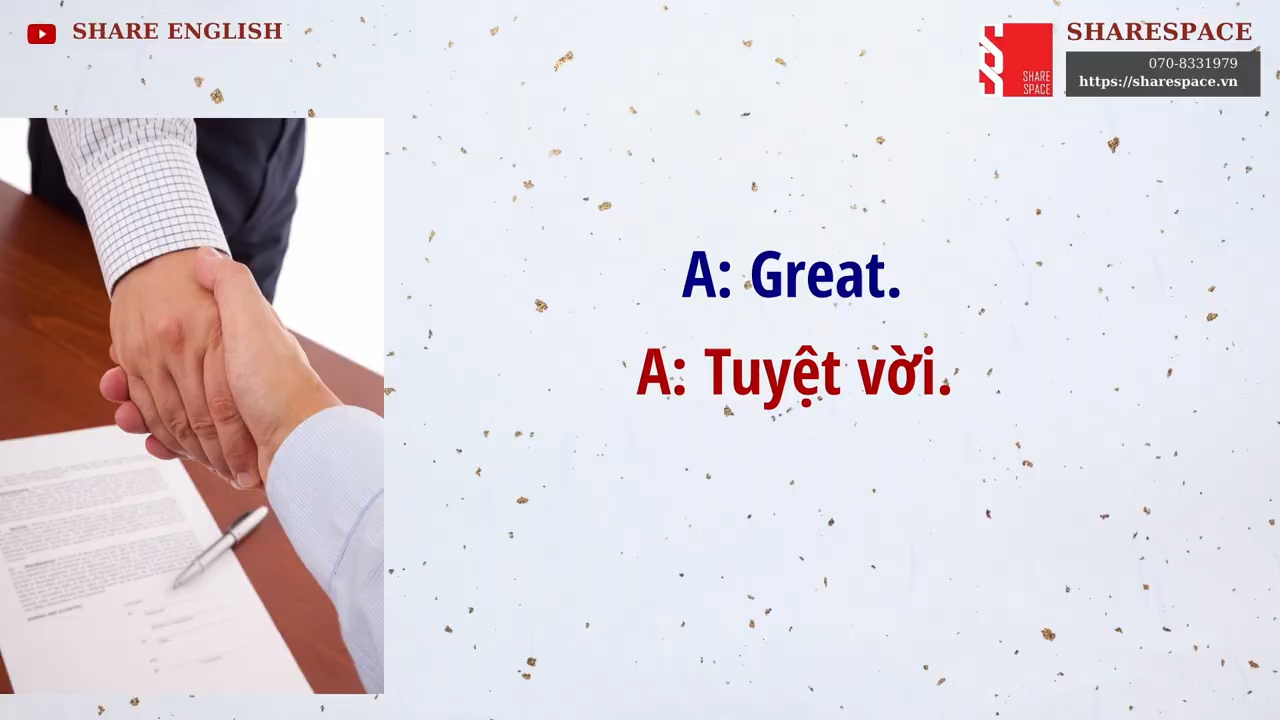 SHARE ENGLISH
SHARESPACE
070-8331979
https://sharespace.vn
SHARE
SPACE
A: Great.
A: Tuyệt vời.